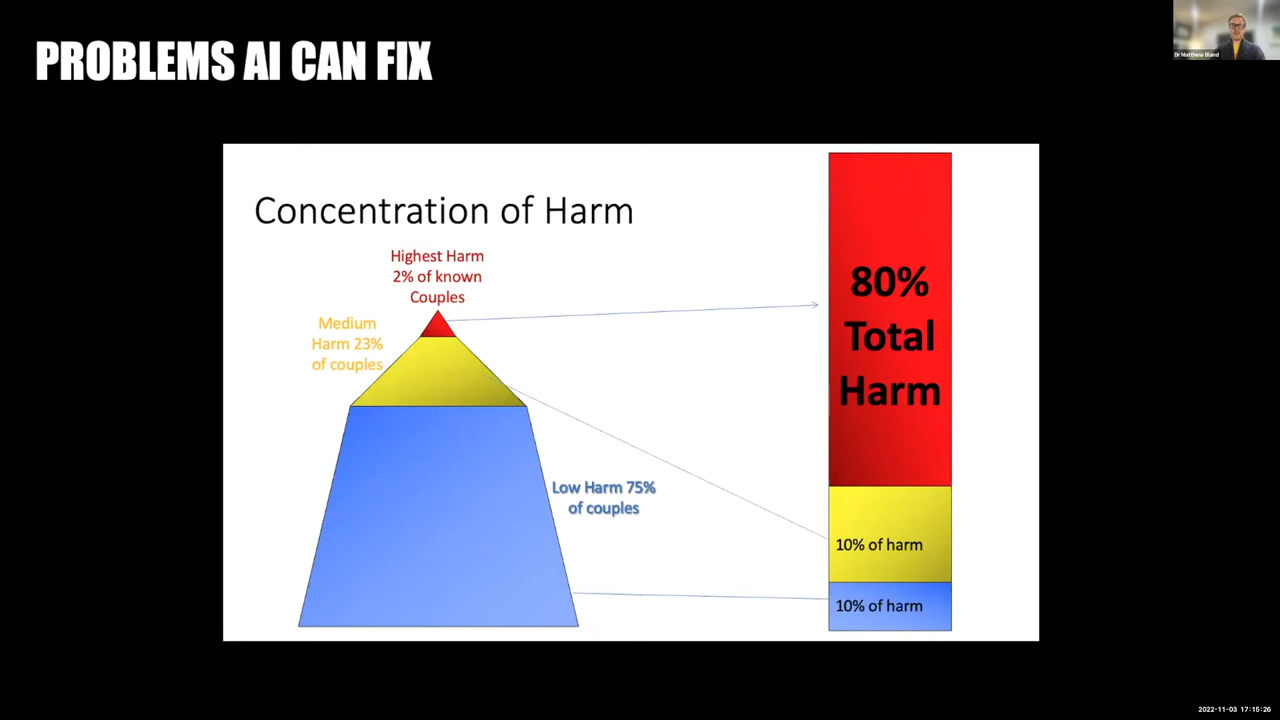 PROBLEMS AI CAN FIX
Dr Matthew Bland
Concentration of Harm
Highest Harm
2% of known
Couples
Medium
Harm 23%
of couples
Low Harm 75%
of couples
80%
Total
Harm
10% of harm
10% of harm
2022-11-03 17:15:26